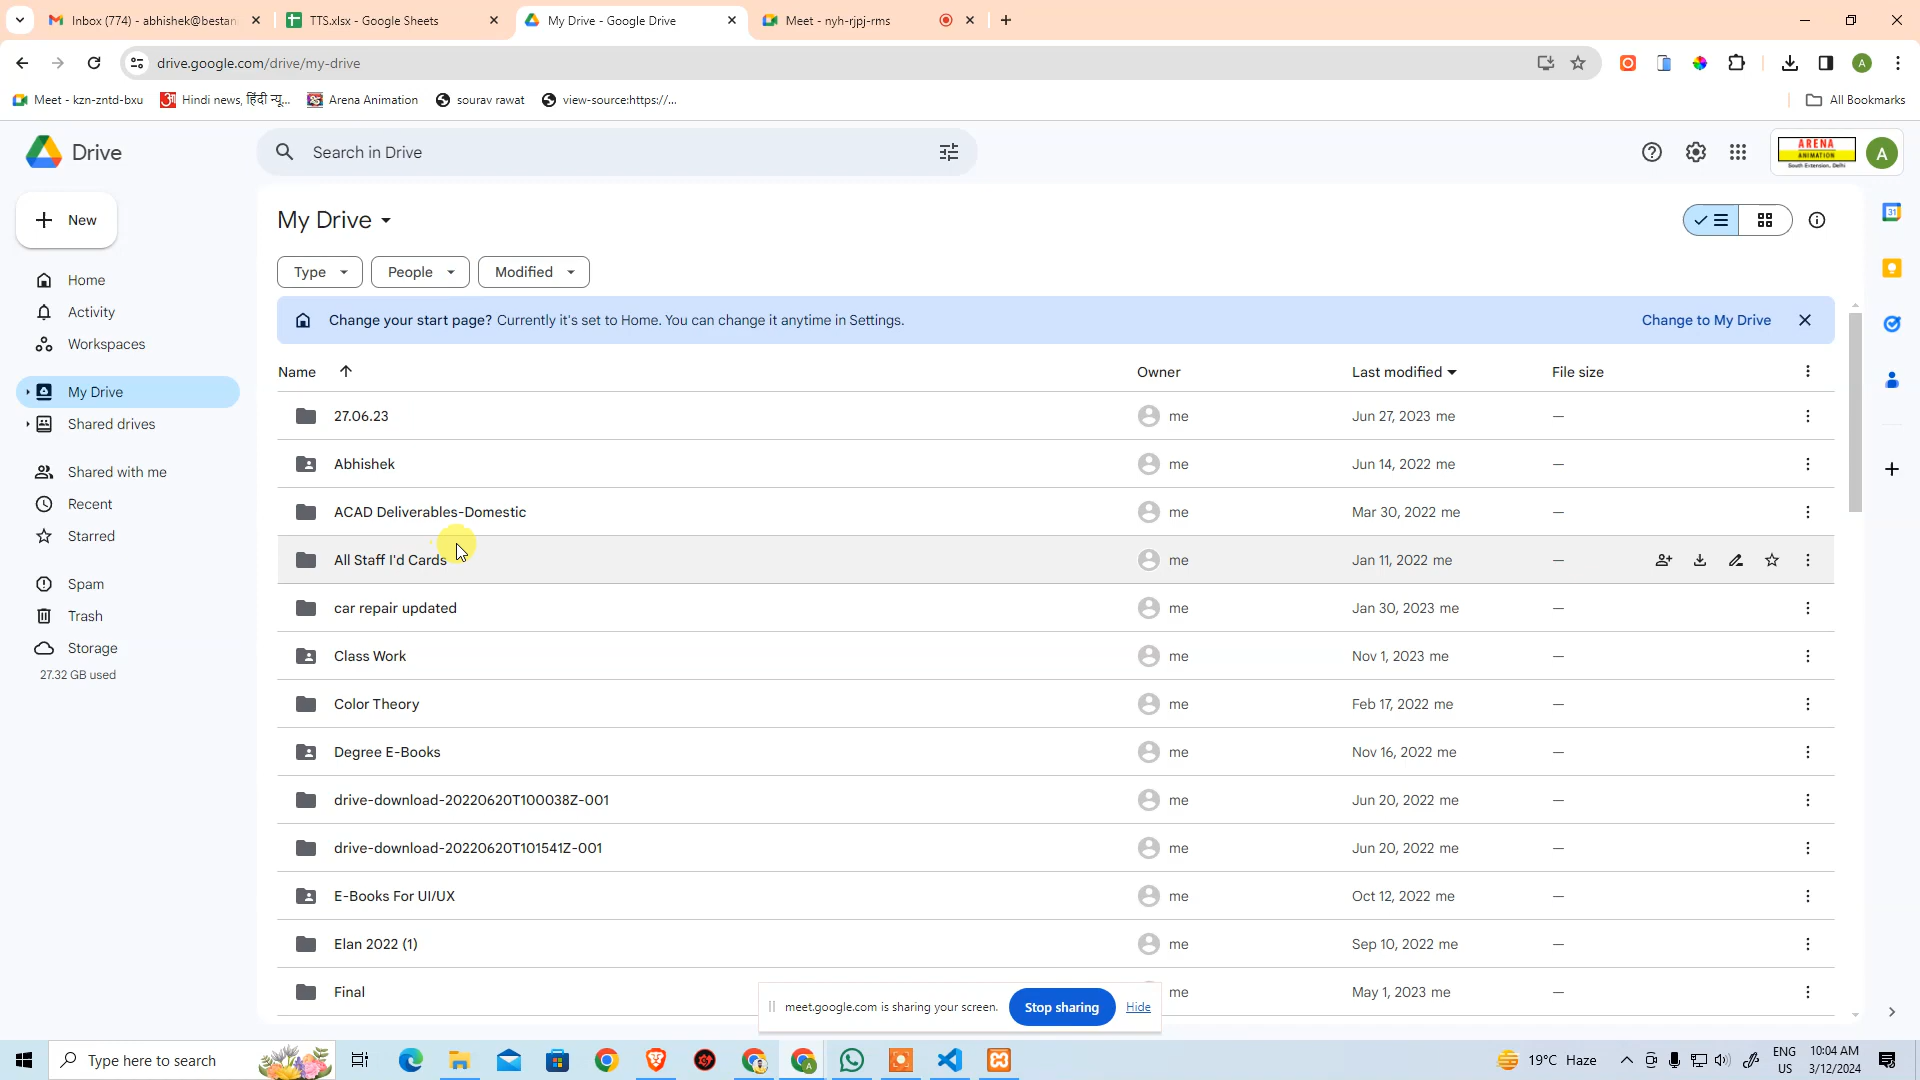 Inbox (774) - abhishek@bestan
TTS.xlsx - Google Sheets
My Drive - Google Drive
Meet - nyh-rjpj-rms
drive.google.com/drive/my-drive
A
Meet - kzn-zntd-bxu
Hindi news, हिंदी न्यू...
Arena Animation
sourav rawat
view-source:https://...
All Bookmarks
Drive
Search in Drive
ARENA
ANIMATION
South Extension, Delhi
A
New
My Drive
Home
Activity
Workspaces
My Drive
Shared drives
Shared with me
Recent
Starred
Spam
Trash
Storage
27.32 GB used
Type
People
Modified
Change your start page? Currently it's set to Home. You can change it anytime in Settings.
Change to My Drive
Name Owner Last modified File size
27.06.23 me Jun 27, 2023 me —
Abhishek me Jun 14, 2022 me —
ACAD Deliverables-Domestic me Mar 30, 2022 me —
All Staff I'd Cards me Jan 11, 2022 me —
car repair updated me Jan 30, 2023 me —
Class Work me Nov 1, 2023 me —
Color Theory me Feb 17, 2022 me —
Degree E-Books me Nov 16, 2022 me —
drive-download-20220620T100038Z-001 me Jun 20, 2022 me —
drive-download-20220620T101541Z-001 me Jun 20, 2022 me —
E-Books For UI/UX me Oct 12, 2022 me —
Elan 2022 (1) me Sep 10, 2022 me —
Final me May 1, 2023 me —
31
meet.google.com is sharing your screen.
Stop sharing
Hide
Type here to search
19°C Haze
ENG
US
10:04 AM
3/12/2024